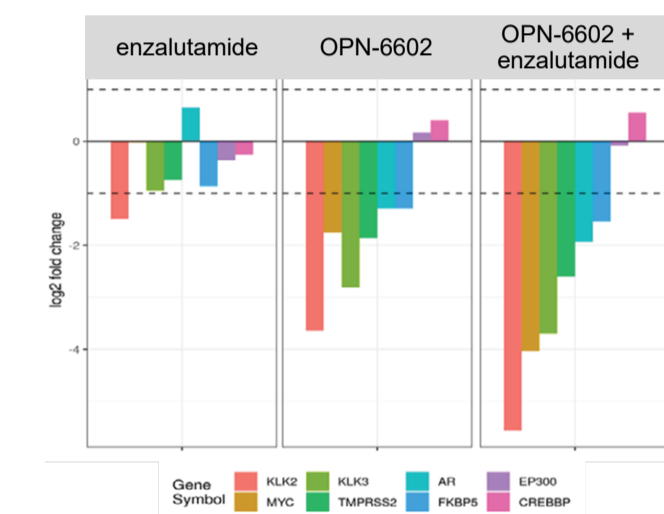 enzalutamide
OPN-6602
OPN-6602 +
enzalutamide
log2 fold change
0
-2
-4
Gene
Symbol
KLK2
KLK3
AR
EP300
MYC
TMPRSS2
FKBP5
CREBBP